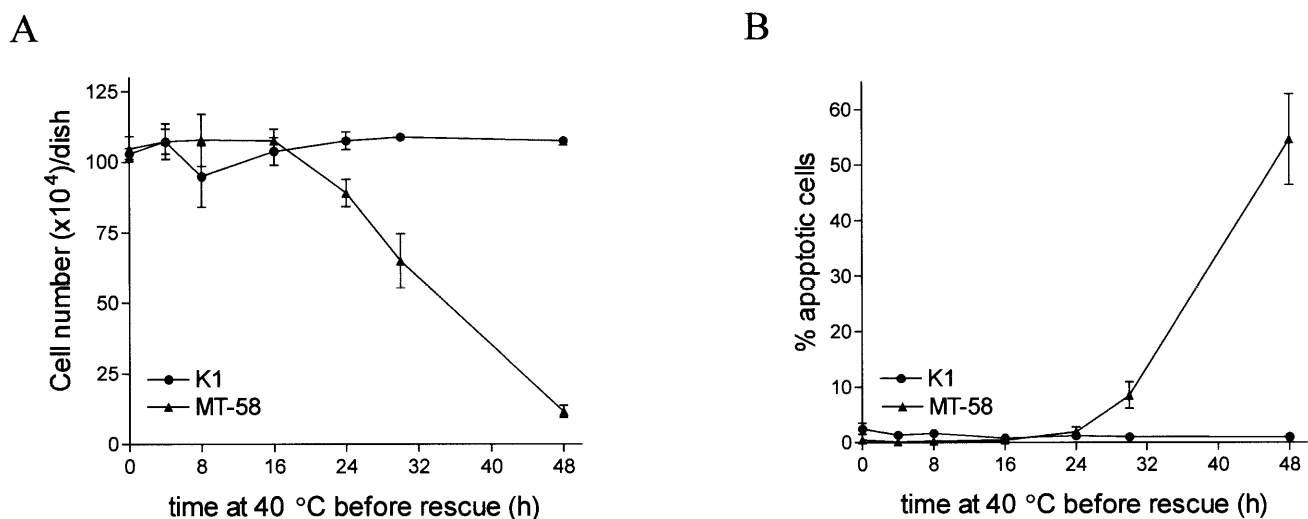 A
Cell number (x10⁴)/dish
125
100
75
50
25
0
K1
MT-58
0 8 16 24 32 40 48
time at 40 °C before rescue (h)
B
% apoptotic cells
60
50
40
30
20
10
0
K1
MT-58
0 8 16 24 32 40 48
time at 40 °C before rescue (h)